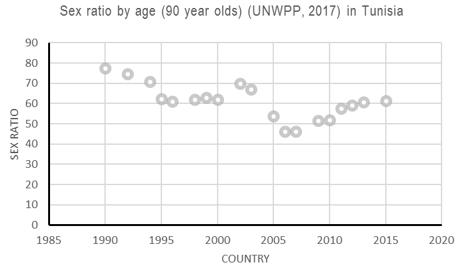 Sex ratio by age (90 year olds) (UNWPP, 2017) in Tunisia
90
80
70
60
50
40
30
20
10
0
SEX RATIO
1985 1990 1995 2000 2005 2010 2015 2020
COUNTRY